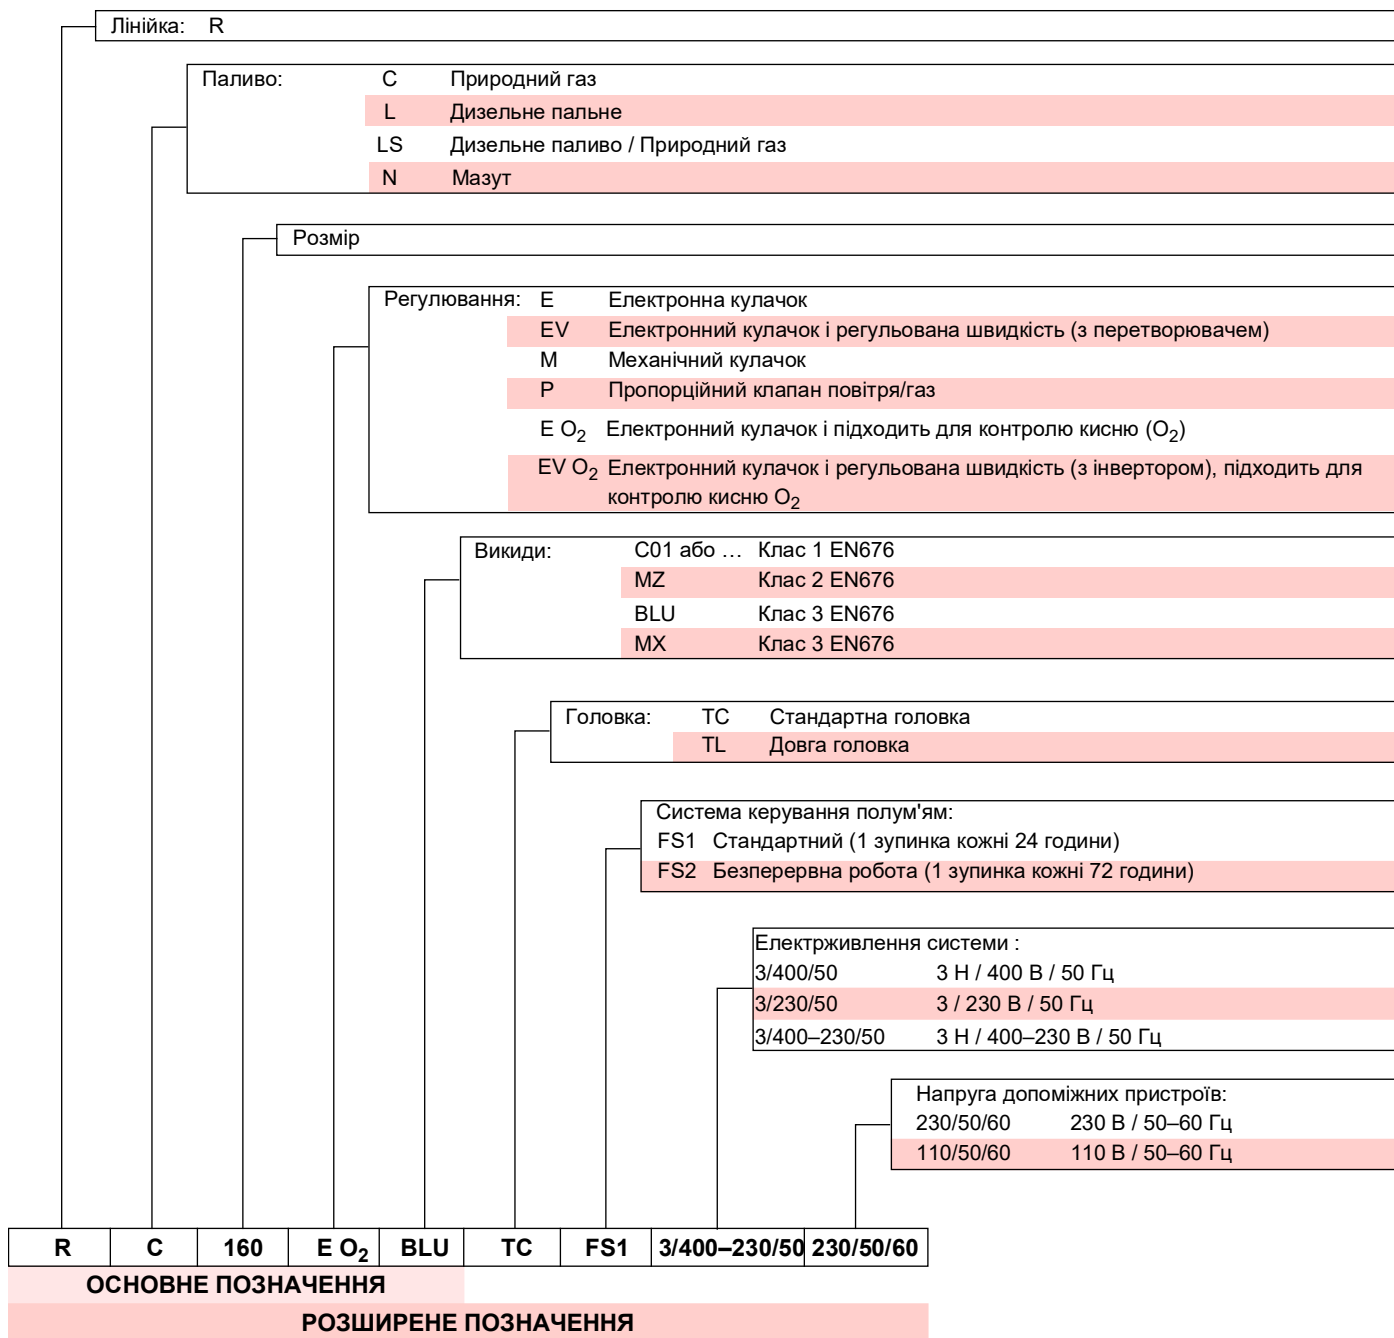 Лінійка: R
Паливо: C Природний газ
L Дизельне пальне
LS Дизельне паливо / Природний газ
N Мазут
Розмір
Регулювання: E Електронна кулачок
EV Електронний кулачок і регульована швидкість (з перетворювачем)
M Механічний кулачок
P Пропорційний клапан повітря/газ
E O₂ Електронний кулачок і підходить для контролю кисню (O₂)
EV O₂ Електронний кулачок і регульована швидкість (з інвертором), підходить для
контролю кисню O₂
Викиди: C01 або … Клас 1 EN676
MZ Клас 2 EN676
BLU Клас 3 EN676
MX Клас 3 EN676
Головка: TC Стандартна головка
TL Довга головка
Система керування полум'ям:
FS1 Стандартний (1 зупинка кожні 24 години)
FS2 Безперервна робота (1 зупинка кожні 72 години)
Електрживлення системи :
3/400/50 3 Н / 400 В / 50 Гц
3/230/50 3 / 230 В / 50 Гц
3/400–230/50 3 Н / 400–230 В / 50 Гц
Напруга допоміжних пристроїв:
230/50/60 230 В / 50–60 Гц
110/50/60 110 В / 50–60 Гц
R C 160 E O₂ BLU TC FS1 3/400–230/50 230/50/60
ОСНОВНЕ ПОЗНАЧЕННЯ
РОЗШИРЕНЕ ПОЗНАЧЕННЯ